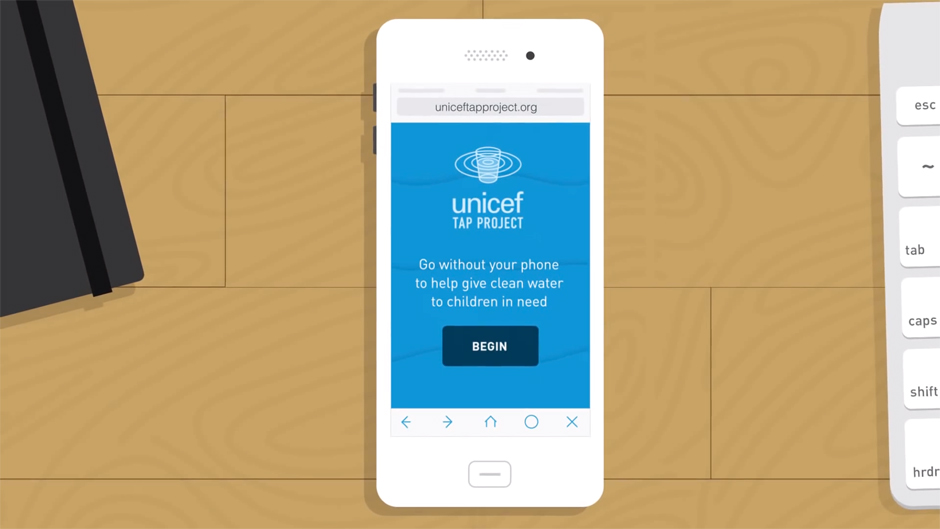 uniceftapproject.org
unicef
TAP PROJECT
Go without your phone
to help give clean water
to children in need
BEGIN
esc
~
tab
caps
shift
hrdr